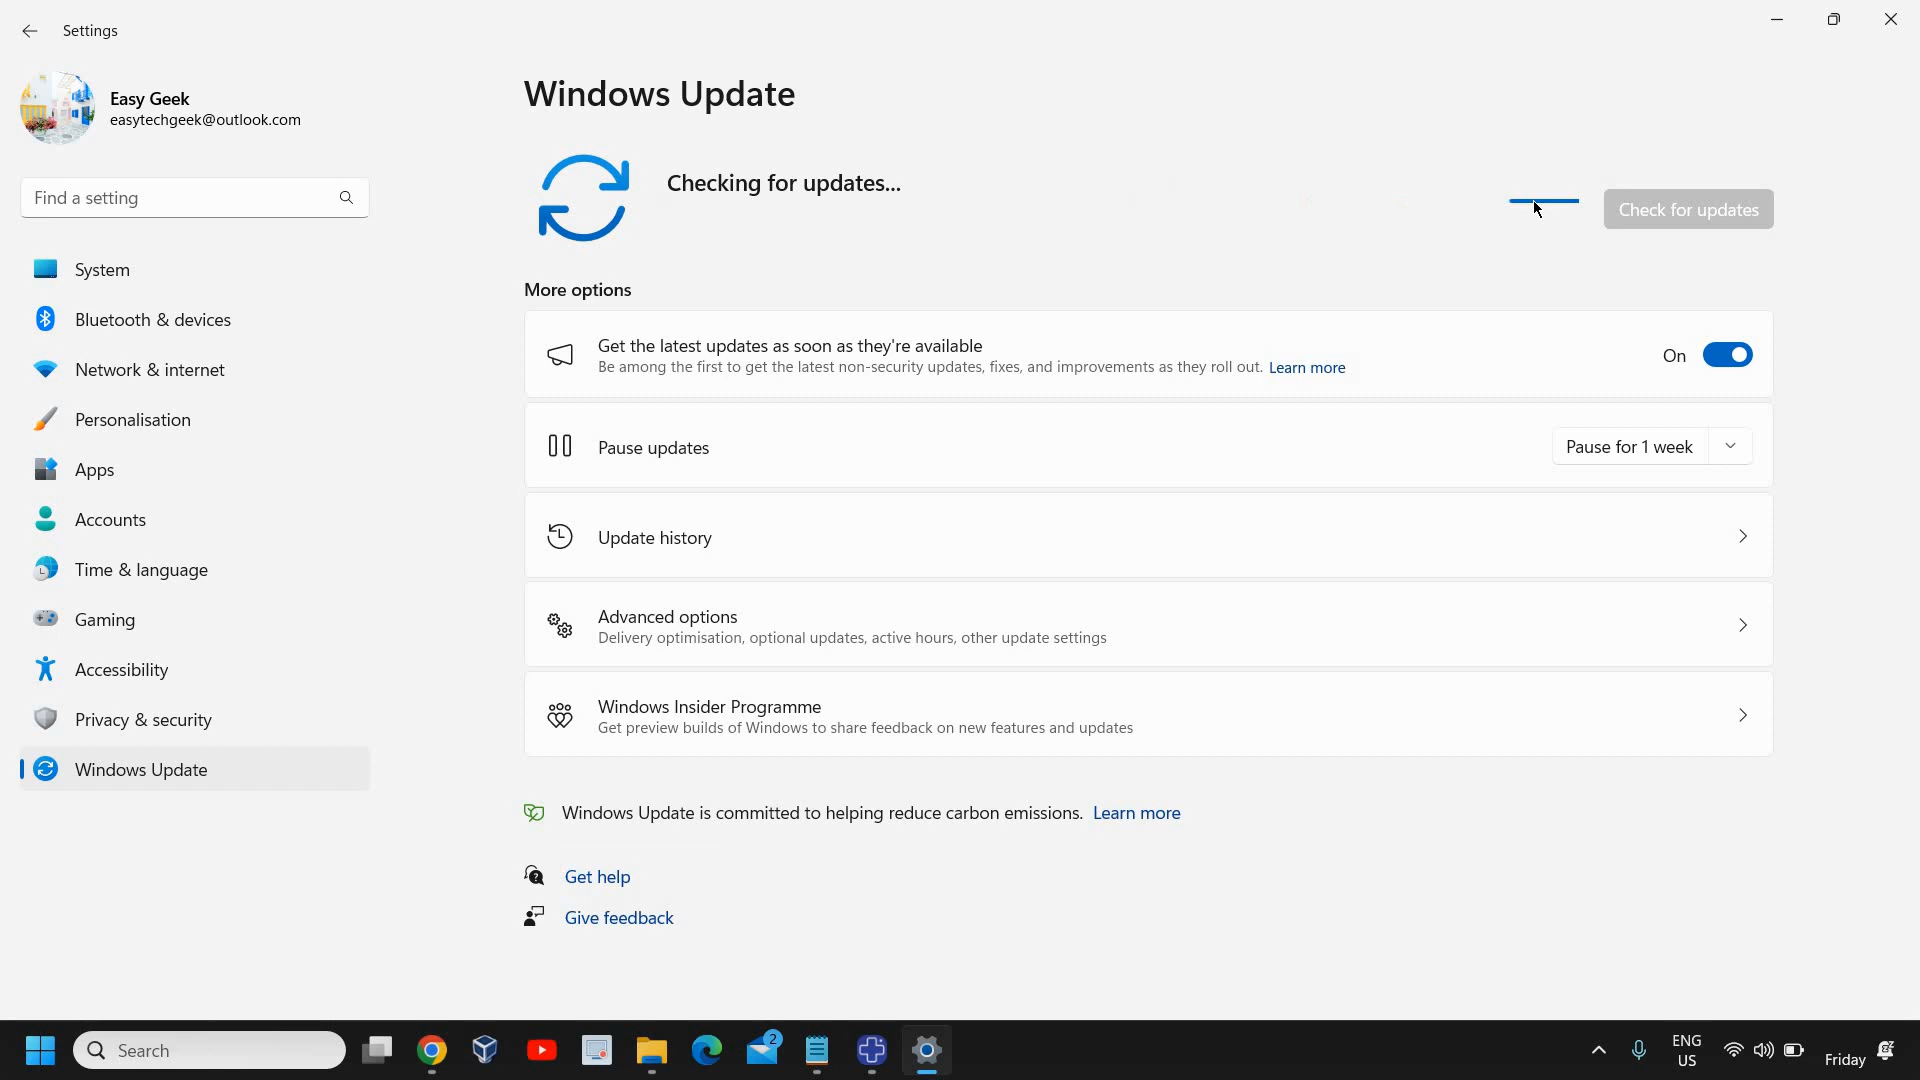 Settings
Easy Geek
easytechgeek@outlook.com
Find a setting
System
Bluetooth & devices
Network & internet
Personalisation
Apps
Accounts
Time & language
Gaming
Accessibility
Privacy & security
Windows Update
Windows Update
Checking for updates...
Check for updates
More options
Get the latest updates as soon as they're available
Be among the first to get the latest non-security updates, fixes, and improvements as they roll out. Learn more
On
Pause updates
Pause for 1 week
Update history
Advanced options
Delivery optimisation, optional updates, active hours, other update settings
Windows Insider Programme
Get preview builds of Windows to share feedback on new features and updates
Windows Update is committed to helping reduce carbon emissions. Learn more
Get help
Give feedback
Search
2
ENG
US
Friday